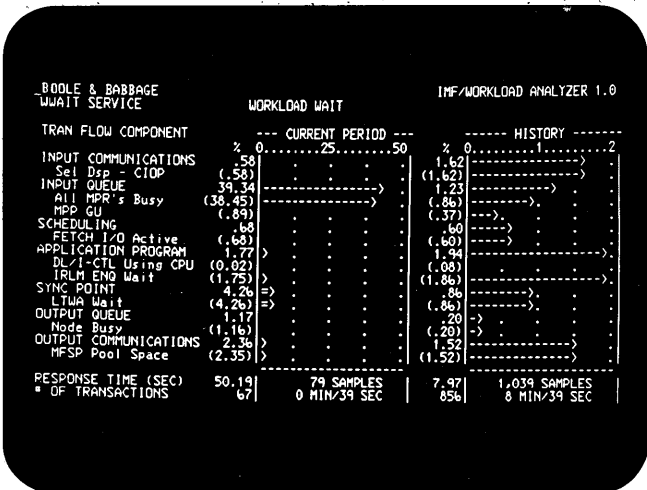 _BOOLE & BABBAGE IMF/WORKLOAD ANALYZER 1.0
WWAIT SERVICE WORKLOAD WAIT
TRAN FLOW COMPONENT --- CURRENT PERIOD --- ------ HISTORY -------
% 0........25........50 % 0........1.........2
INPUT COMMUNICATIONS .58| . . . . 1.62|---------------> .
Sel Dsp - CIOP (.58)| . . . . (1.62)|---------------> .
INPUT QUEUE 39.34|---------------> . 1.23|-----------> . .
All MPR's Busy (38.45)|--------------> . (.86)|--------->. . .
MPP GU (.89)| . . . . (.37)|---> . . . .
SCHEDULING .68| . . . . .60|-----> . . .
FETCH I/O Active (.68)| . . . . (.60)|-----> . . .
APPLICATION PROGRAM 1.77|> . . . . 1.94|------------------->.
DL/I-CTL Using CPU (0.02)| . . . . (.08)| . . . .
IRLM ENQ Wait (1.75)|> . . . . (1.86)|------------------>.
SYNC POINT 4.26|=> . . . . .86|-------->. . .
LTWA Wait (4.26)|=> . . . . (.86)|-------->. . .
OUTPUT QUEUE 1.17| . . . . .20|-> . . . .
Node Busy (1.16)| . . . . (.20)|-> . . . .
OUTPUT COMMUNICATIONS 2.36|> . . . . 1.52|--------------> .
MFSP Pool Space (2.35)|> . . . . (1.52)|--------------> .
--------------------- ---------------------
RESPONSE TIME (SEC) 50.19| 79 SAMPLES | 7.97| 1,039 SAMPLES |
# OF TRANSACTIONS 67| 0 MIN/39 SEC | 856| 8 MIN/39 SEC |